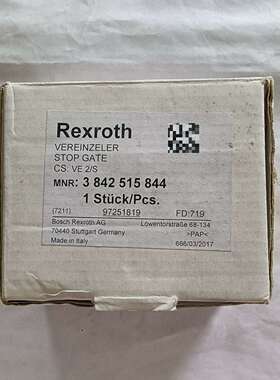 Rexroth
VEREINZELER
STOP GATE
CS: VE 2/S
MNR: 3 842 515 844
1 Stück/Pcs.
(7211) 97251819 FD:719
Bosch Rexroth AG Löwentorstraße 68-134
70440 Stuttgart Germany >PAP<
Made in Italy 666/03/2017